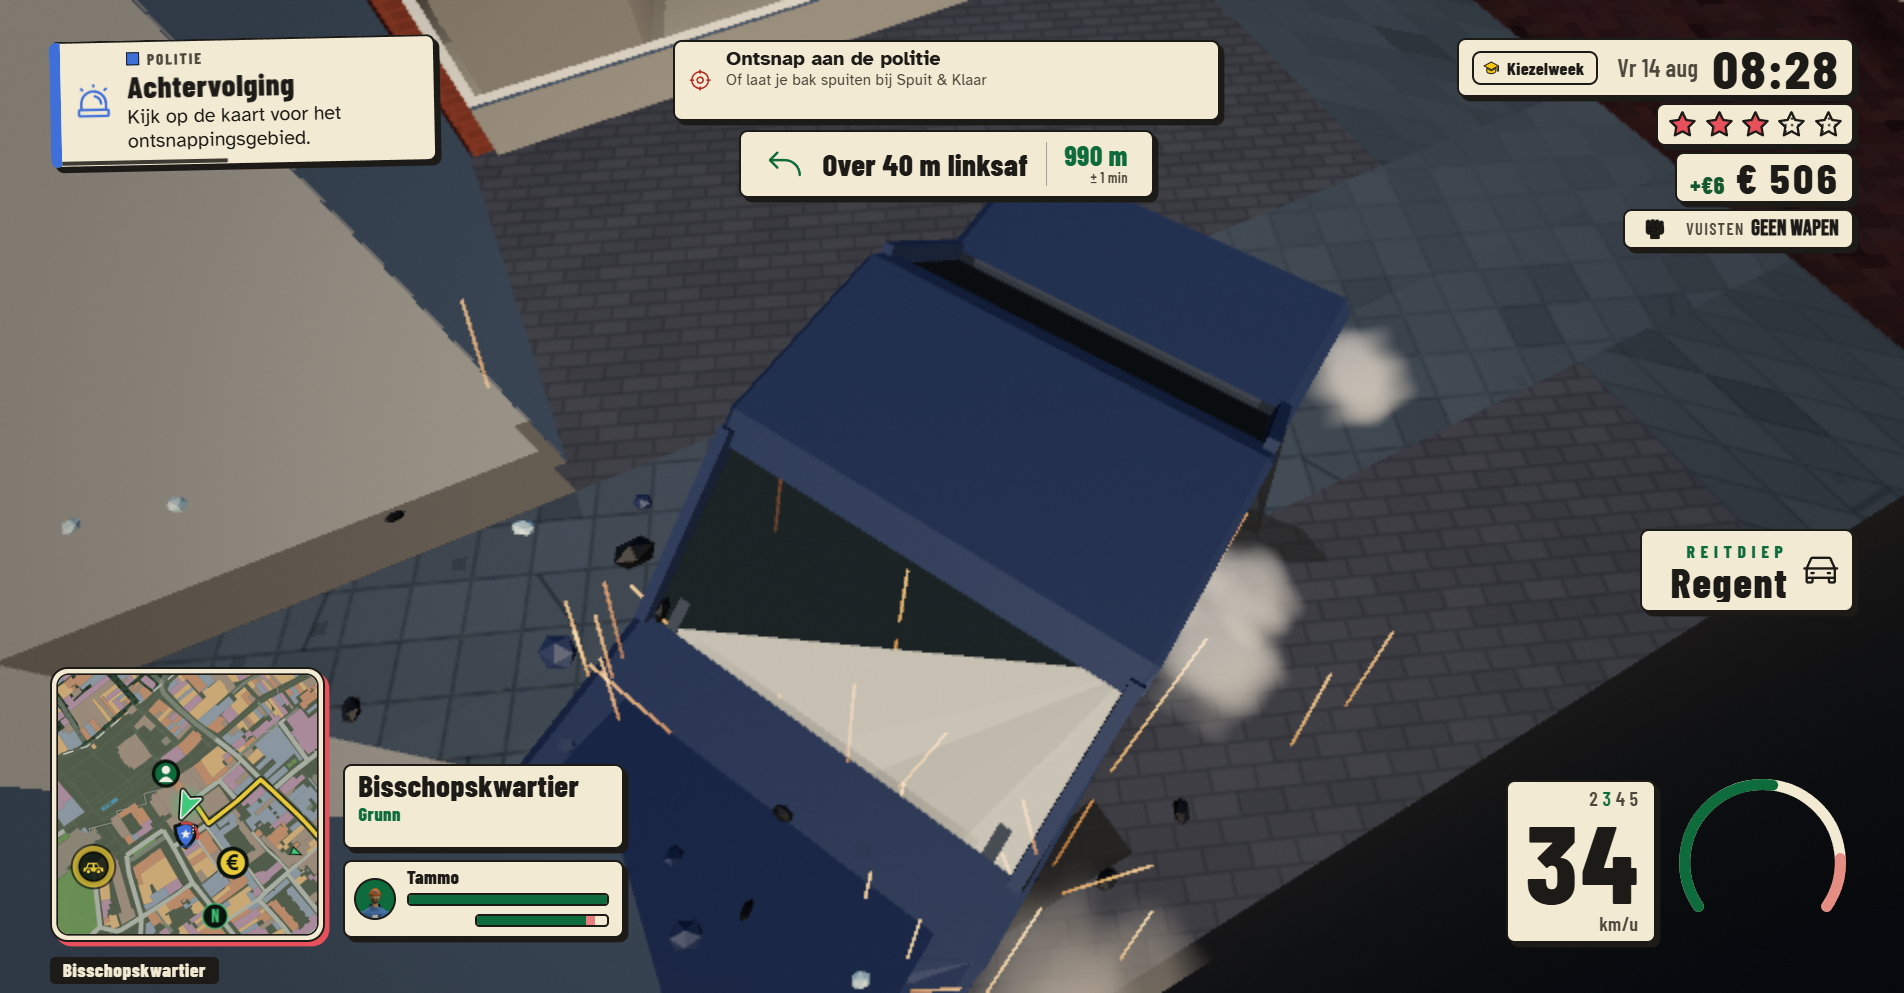 POLITIE
Achtervolging
Kijk op de kaart voor het
ontsnappingsgebied.
Ontsnap aan de politie
Of laat je bak spuiten bij Spuit & Klaar
Over 40 m linksaf
990 m
± 1 min
Kiezelweek
Vr 14 aug
08:28
+€6
€ 506
VUISTEN
GEEN WAPEN
REITDIEP
Regent
€
N
Bisschopskwartier
Grunn
Tammo
Bisschopskwartier
2 3 4 5
34
km/u